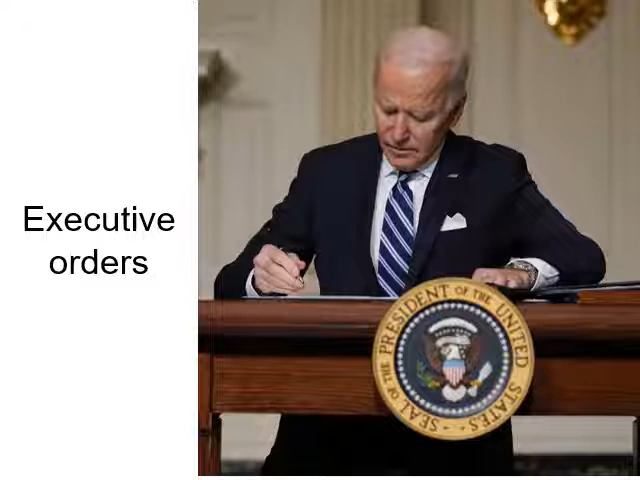 Executive
orders
SEAL OF THE PRESIDENT OF THE UNITED STATES